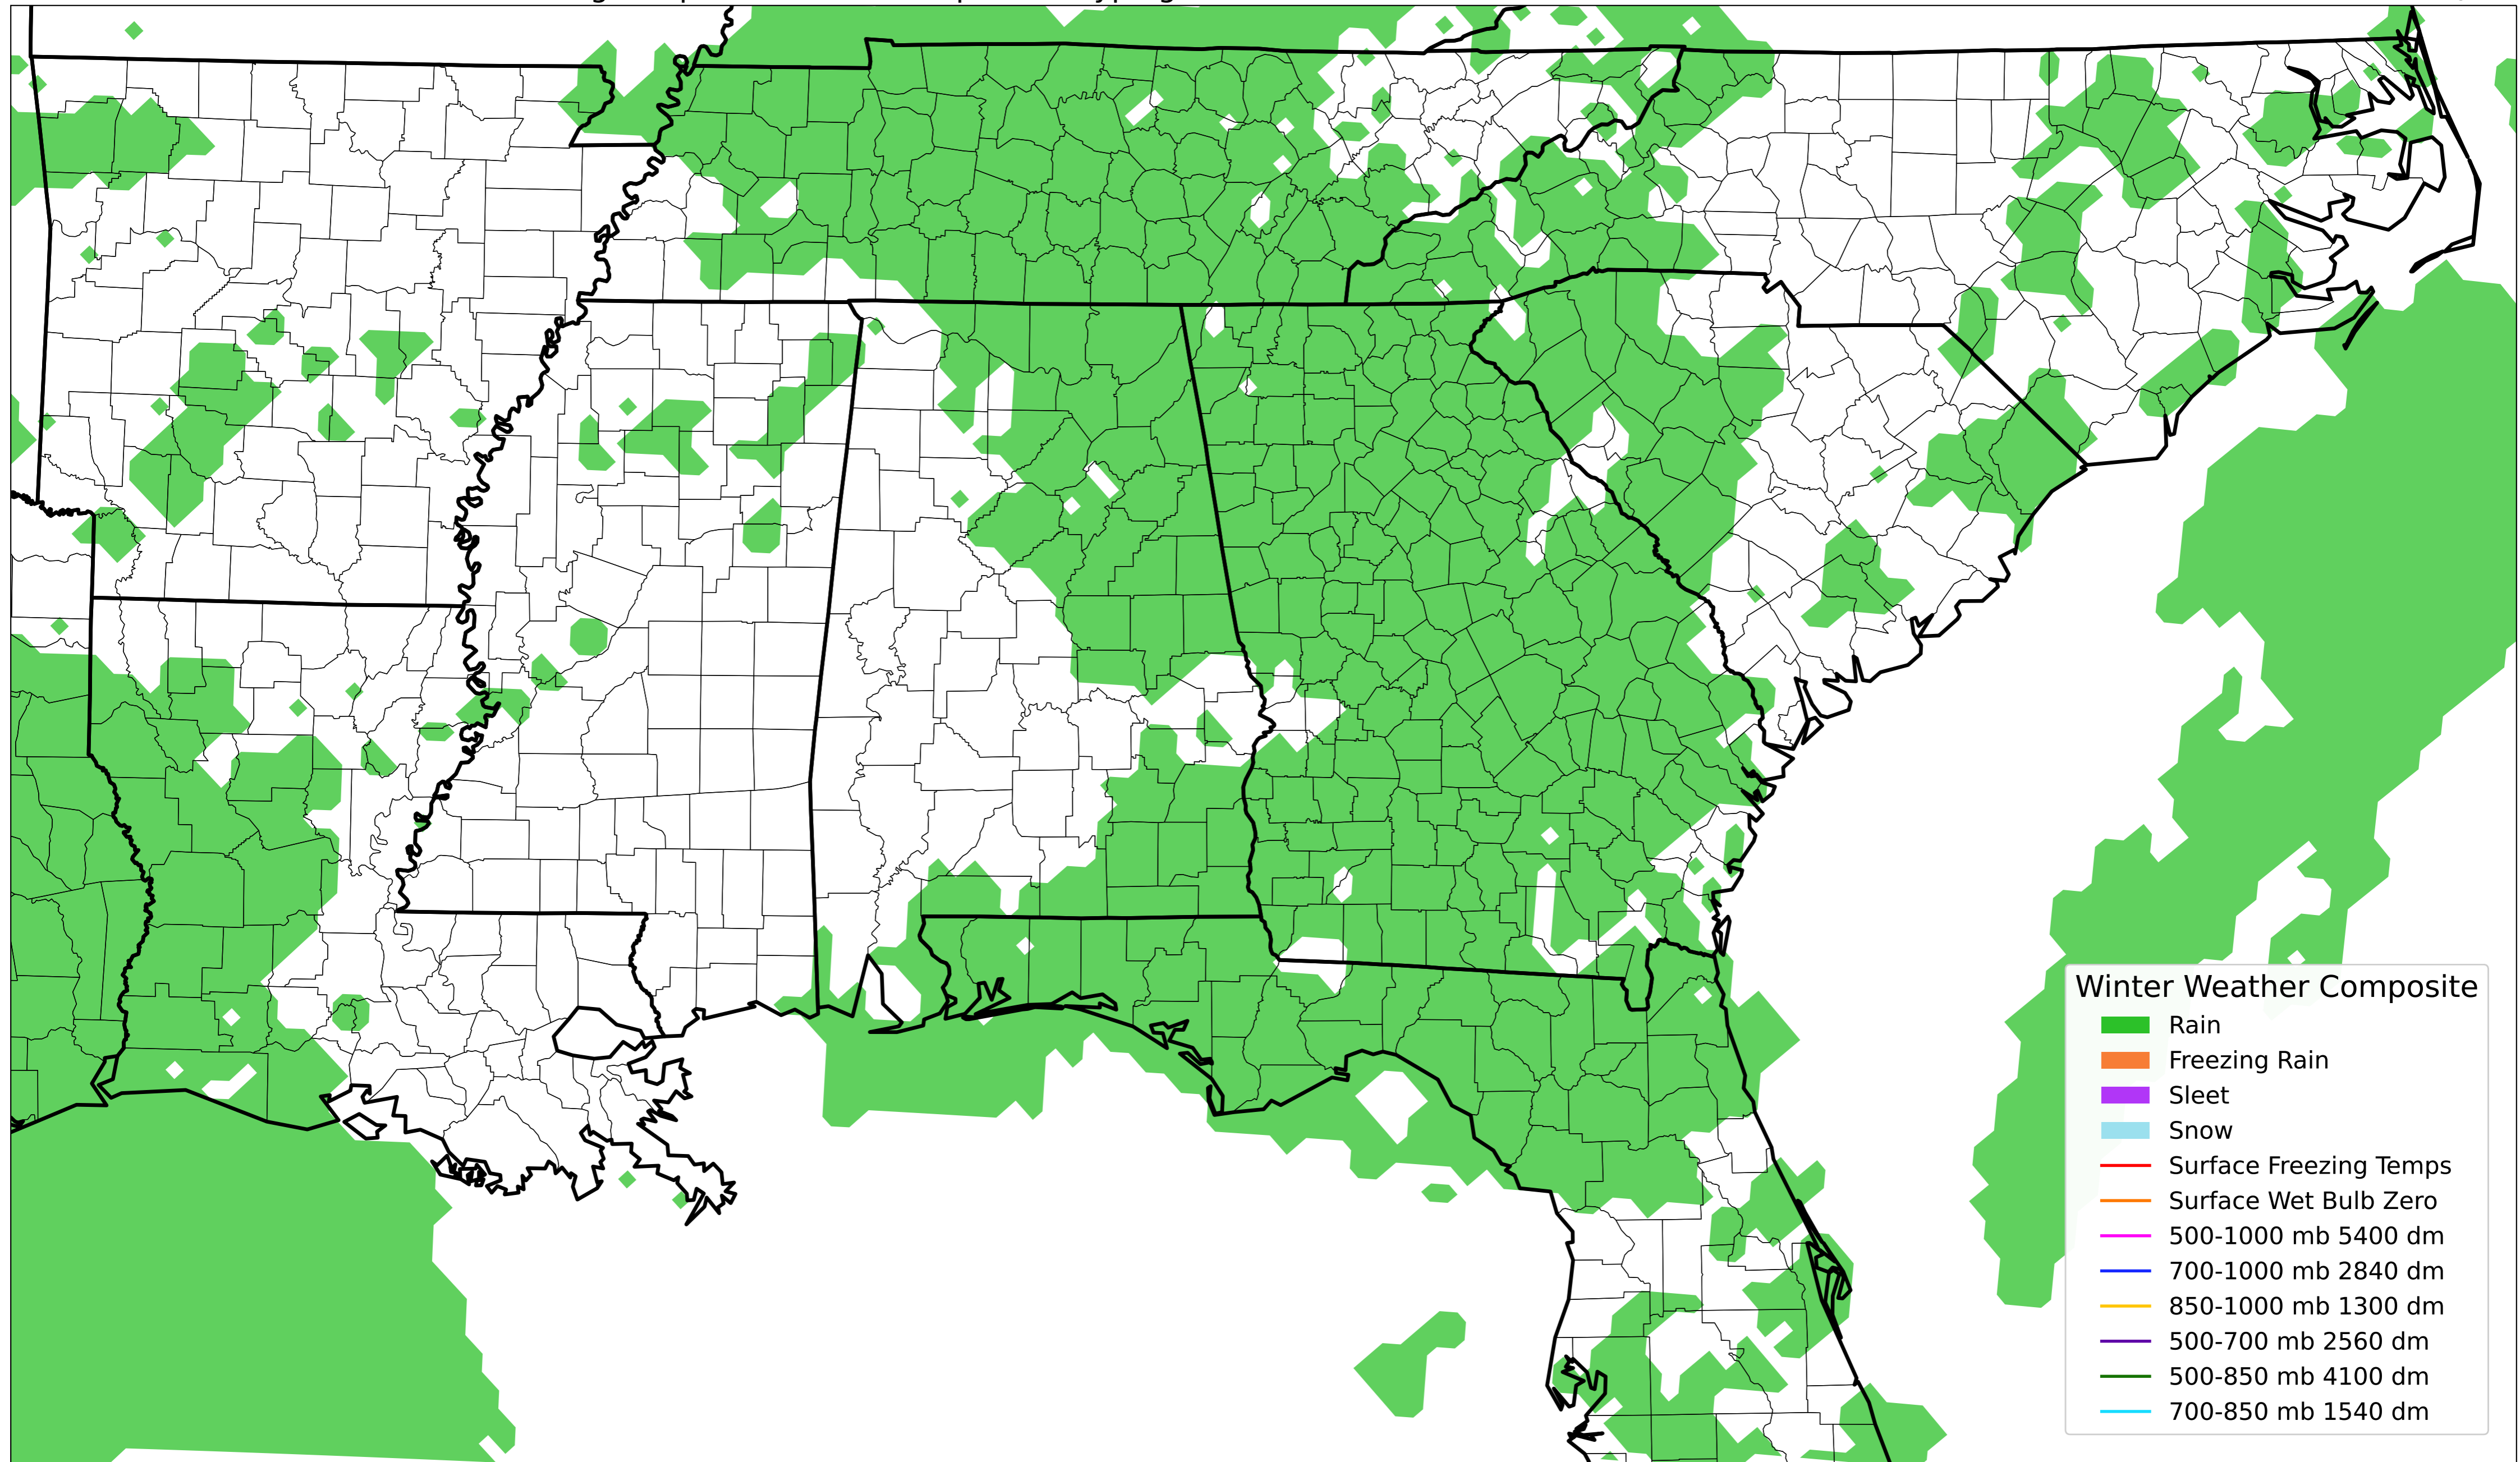 Winter Weather Composite
Rain
Freezing Rain
Sleet
Snow
Surface Freezing Temps
Surface Wet Bulb Zero
500-1000 mb 5400 dm
700-1000 mb 2840 dm
850-1000 mb 1300 dm
500-700 mb 2560 dm
500-850 mb 4100 dm
700-850 mb 1540 dm